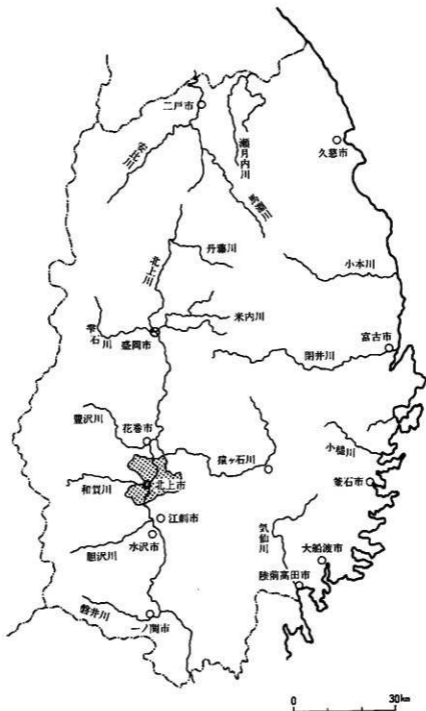 二戸市
安比川
瀬月内川
久慈市
馬淵川
丹藤川
北上川
小本川
米内川
雫石川
盛岡市
宮古市
閉井川
豊沢川
花巻市
猿ヶ石川
小槌川
釜石市
和賀川
北上市
江刺市
気仙川
水沢市
胆沢川
大船渡市
陸前高田市
磐井川
一ノ関市
0 30km